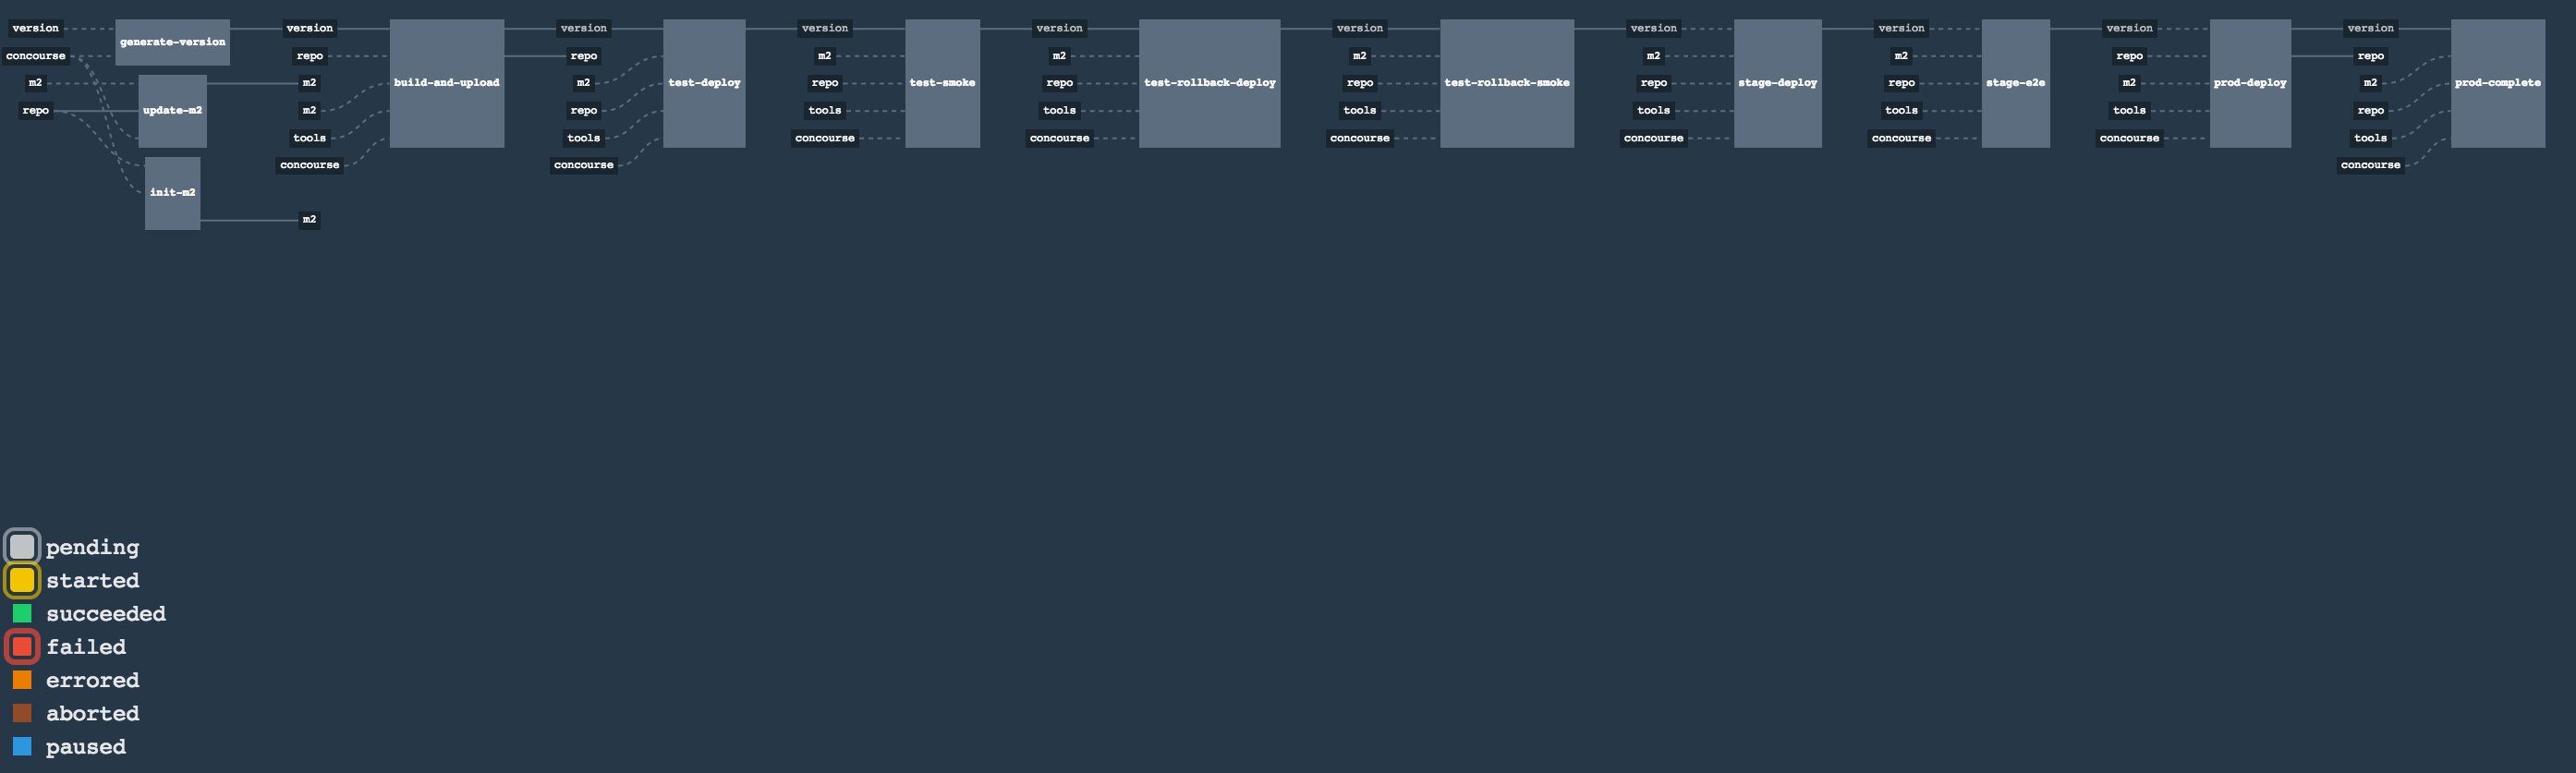 version
concourse
m2
repo
generate-version
update-m2
init-m2
version
repo
m2
m2
tools
concourse
m2
build-and-upload
version
repo
m2
repo
tools
concourse
test-deploy
version
m2
repo
tools
concourse
test-smoke
version
m2
repo
tools
concourse
test-rollback-deploy
version
m2
repo
tools
concourse
test-rollback-smoke
version
m2
repo
tools
concourse
stage-deploy
version
m2
repo
tools
concourse
stage-e2e
version
repo
m2
tools
concourse
prod-deploy
version
repo
m2
repo
tools
concourse
prod-complete
pending
started
succeeded
failed
errored
aborted
paused